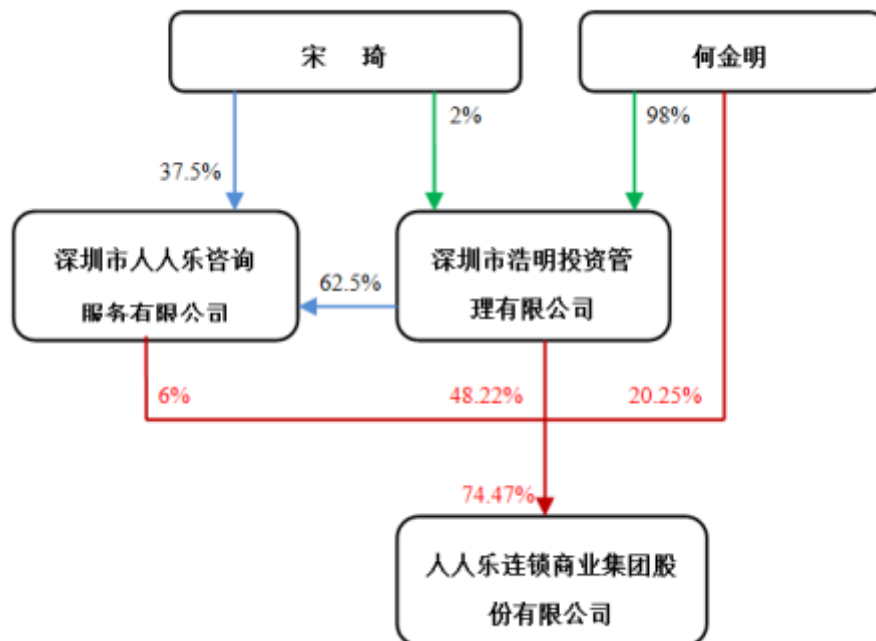 宋 琦
何金明
2%
98%
37.5%
深圳市人人乐咨询
服务有限公司
62.5%
深圳市浩明投资管
理有限公司
6%
48.22%
20.25%
74.47%
人人乐连锁商业集团股
份有限公司